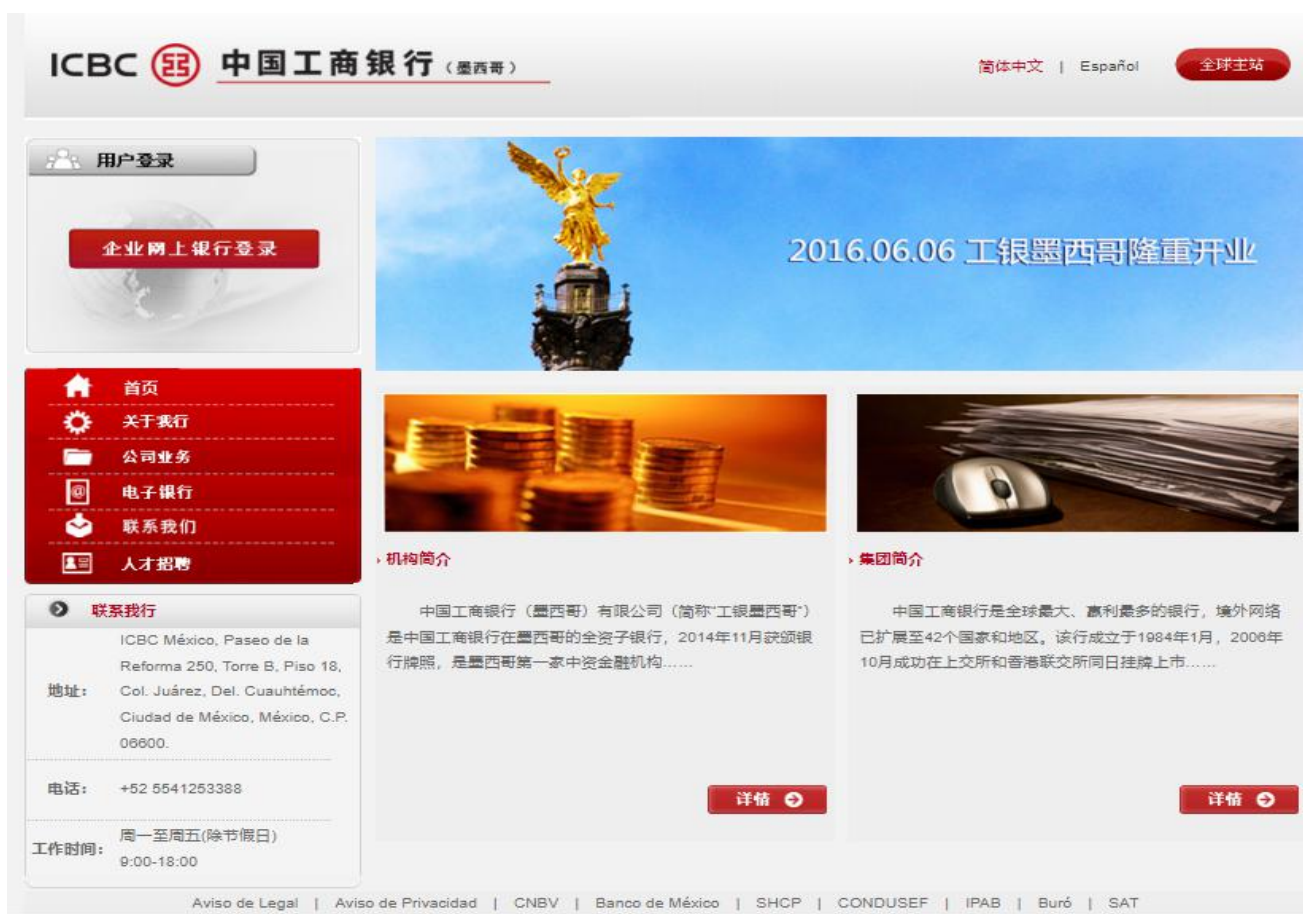 ICBC 中国工商银行（墨西哥）
简体中文 | Español 全球主站
用户登录
企业网上银行登录
2016.06.06 工银墨西哥隆重开业
首页
关于我行
公司业务
电子银行
联系我们
人才招聘
联系我行
地址：
ICBC México, Paseo de la
Reforma 250, Torre B, Piso 18,
Col. Juárez, Del. Cuauhtémoc,
Ciudad de México, México, C.P.
06600.
电话： +52 5541253388
工作时间：
周一至周五(除节假日)
9:00-18:00
机构简介
中国工商银行（墨西哥）有限公司（简称“工银墨西哥”）
是中国工商银行在墨西哥的全资子银行，2014年11月获颁银
行牌照，是墨西哥第一家中资金融机构……
详情
集团简介
中国工商银行是全球最大、赢利最多的银行，境外网络
已扩展至42个国家和地区。该行成立于1984年1月，2006年
10月成功在上交所和香港联交所同日挂牌上市……
详情
Aviso de Legal | Aviso de Privacidad | CNBV | Banco de México | SHCP | CONDUSEF | IPAB | Buró | SAT